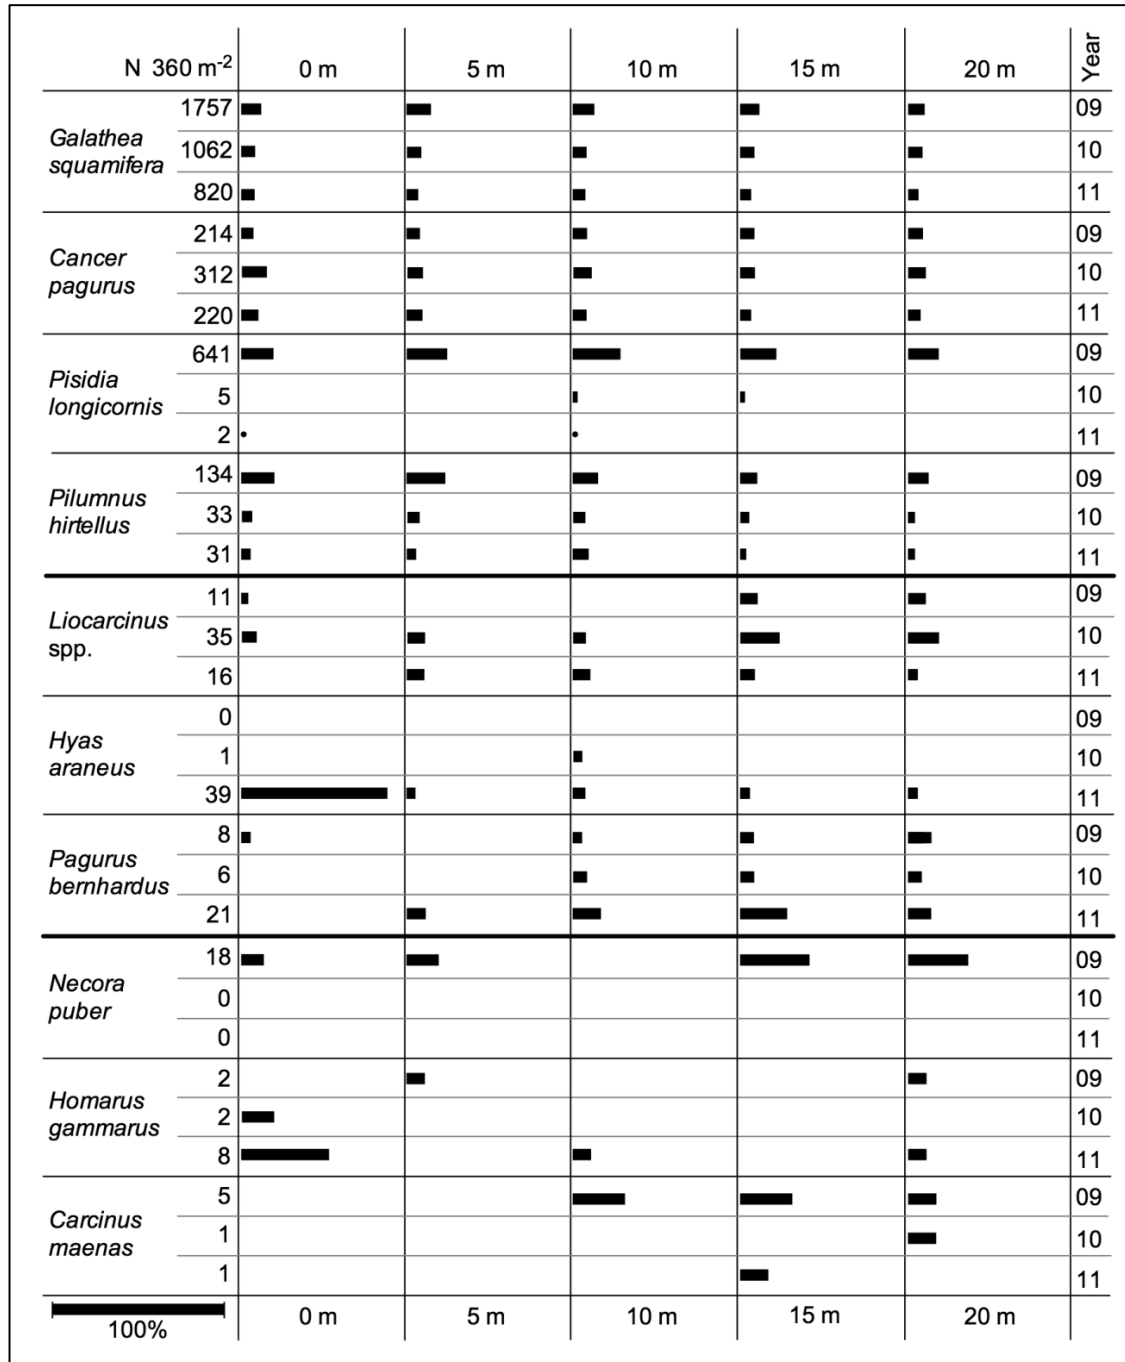 N 360 m-2 0 m 5 m 10 m 15 m 20 m Year
1757 09
Galathea
squamifera
1062 10
820 11
214 09
Cancer
pagurus
312 10
220 11
641 09
Pisidia
longicornis
5 10
2 11
134 09
Pilumnus
hirtellus
33 10
31 11
11 09
Liocarcinus
spp.
35 10
16 11
0 09
Hyas
araneus
1 10
39 11
8 09
Pagurus
bernhardus
6 10
21 11
18 09
Necora
puber
0 10
0 11
2 09
Homarus
gammarus
2 10
8 11
5 09
Carcinus
maenas
1 10
1 11
100% 0 m 5 m 10 m 15 m 20 m